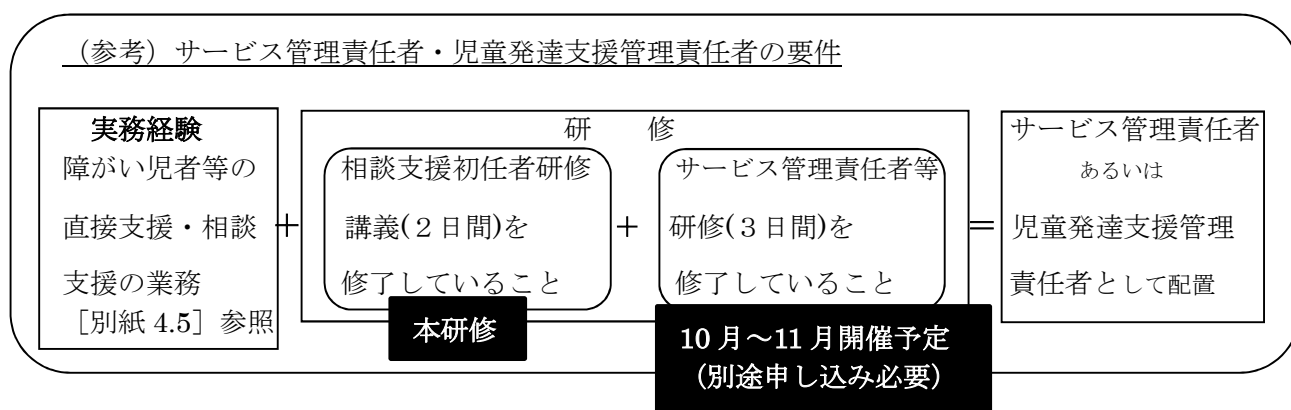 （参考）サービス管理責任者・児童発達支援管理責任者の要件
実務経験
障がい児者等の
直接支援・相談
支援の業務
［別紙 4.5］参照
＋
研　修
相談支援初任者研修
講義(２日間)を
修了していること
本研修
＋
サービス管理責任者等
研修(３日間)を
修了していること
10 月～11 月開催予定
（別途申し込み必要）
＝
サービス管理責任者
あるいは
児童発達支援管理
責任者として配置